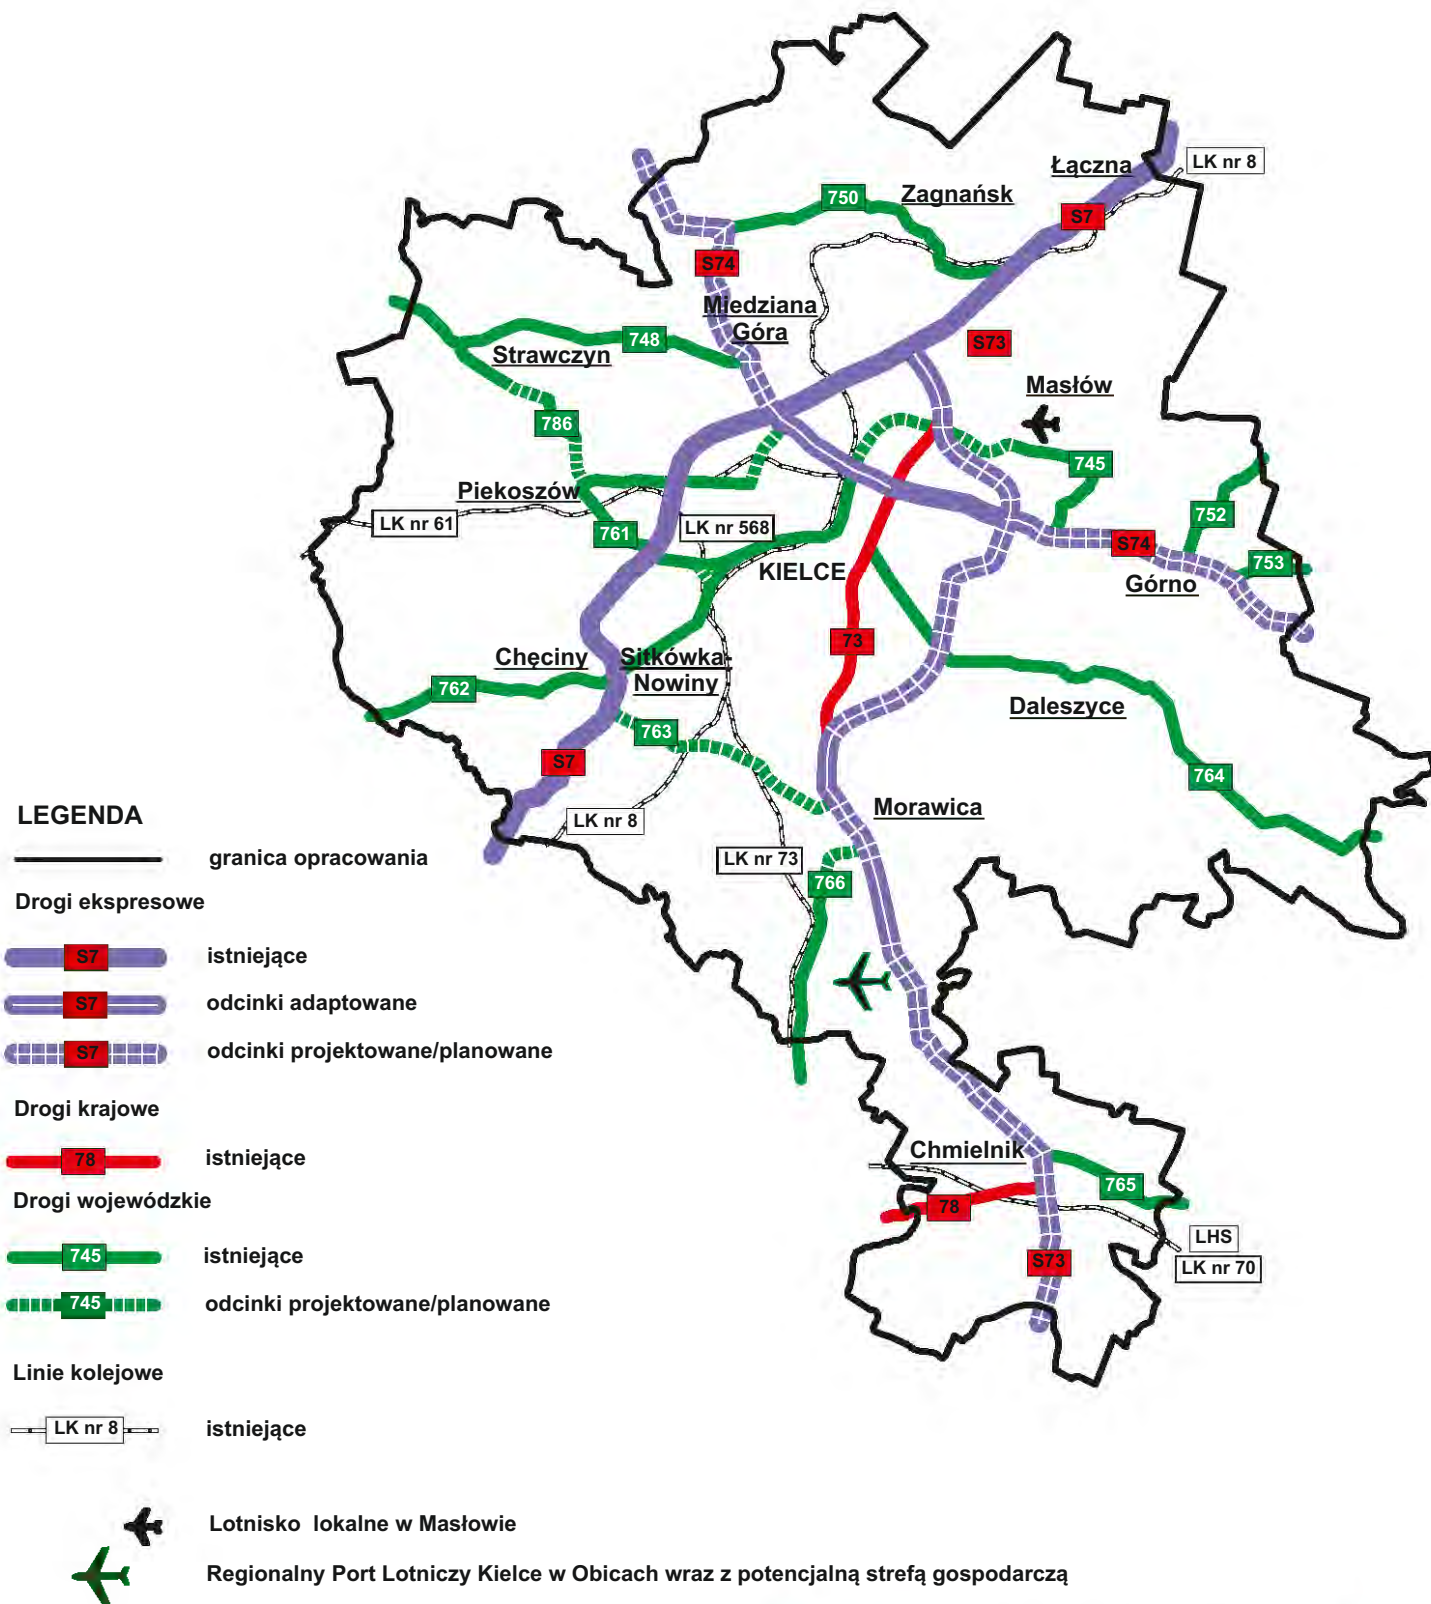 Łączna
LK nr 8
Zagnańsk
750
S7
S74
Miedziana
Góra
748
S73
Strawczyn
Masłów
786
745
Piekoszów
LK nr 61
761
LK nr 568
752
S74
753
KIELCE
Górno
73
Chęciny
Sitkówka-
Nowiny
762
Daleszyce
763
S7
764
LK nr 8
Morawica
LK nr 73
766
Chmielnik
765
78
LHS
S73
LK nr 70
LEGENDA
granica opracowania
Drogi ekspresowe
S7
istniejące
S7
odcinki adaptowane
S7
odcinki projektowane/planowane
Drogi krajowe
78
istniejące
Drogi wojewódzkie
745
istniejące
745
odcinki projektowane/planowane
Linie kolejowe
LK nr 8
istniejące
Lotnisko lokalne w Masłowie
Regionalny Port Lotniczy Kielce w Obicach wraz z potencjalną strefą gospodarczą